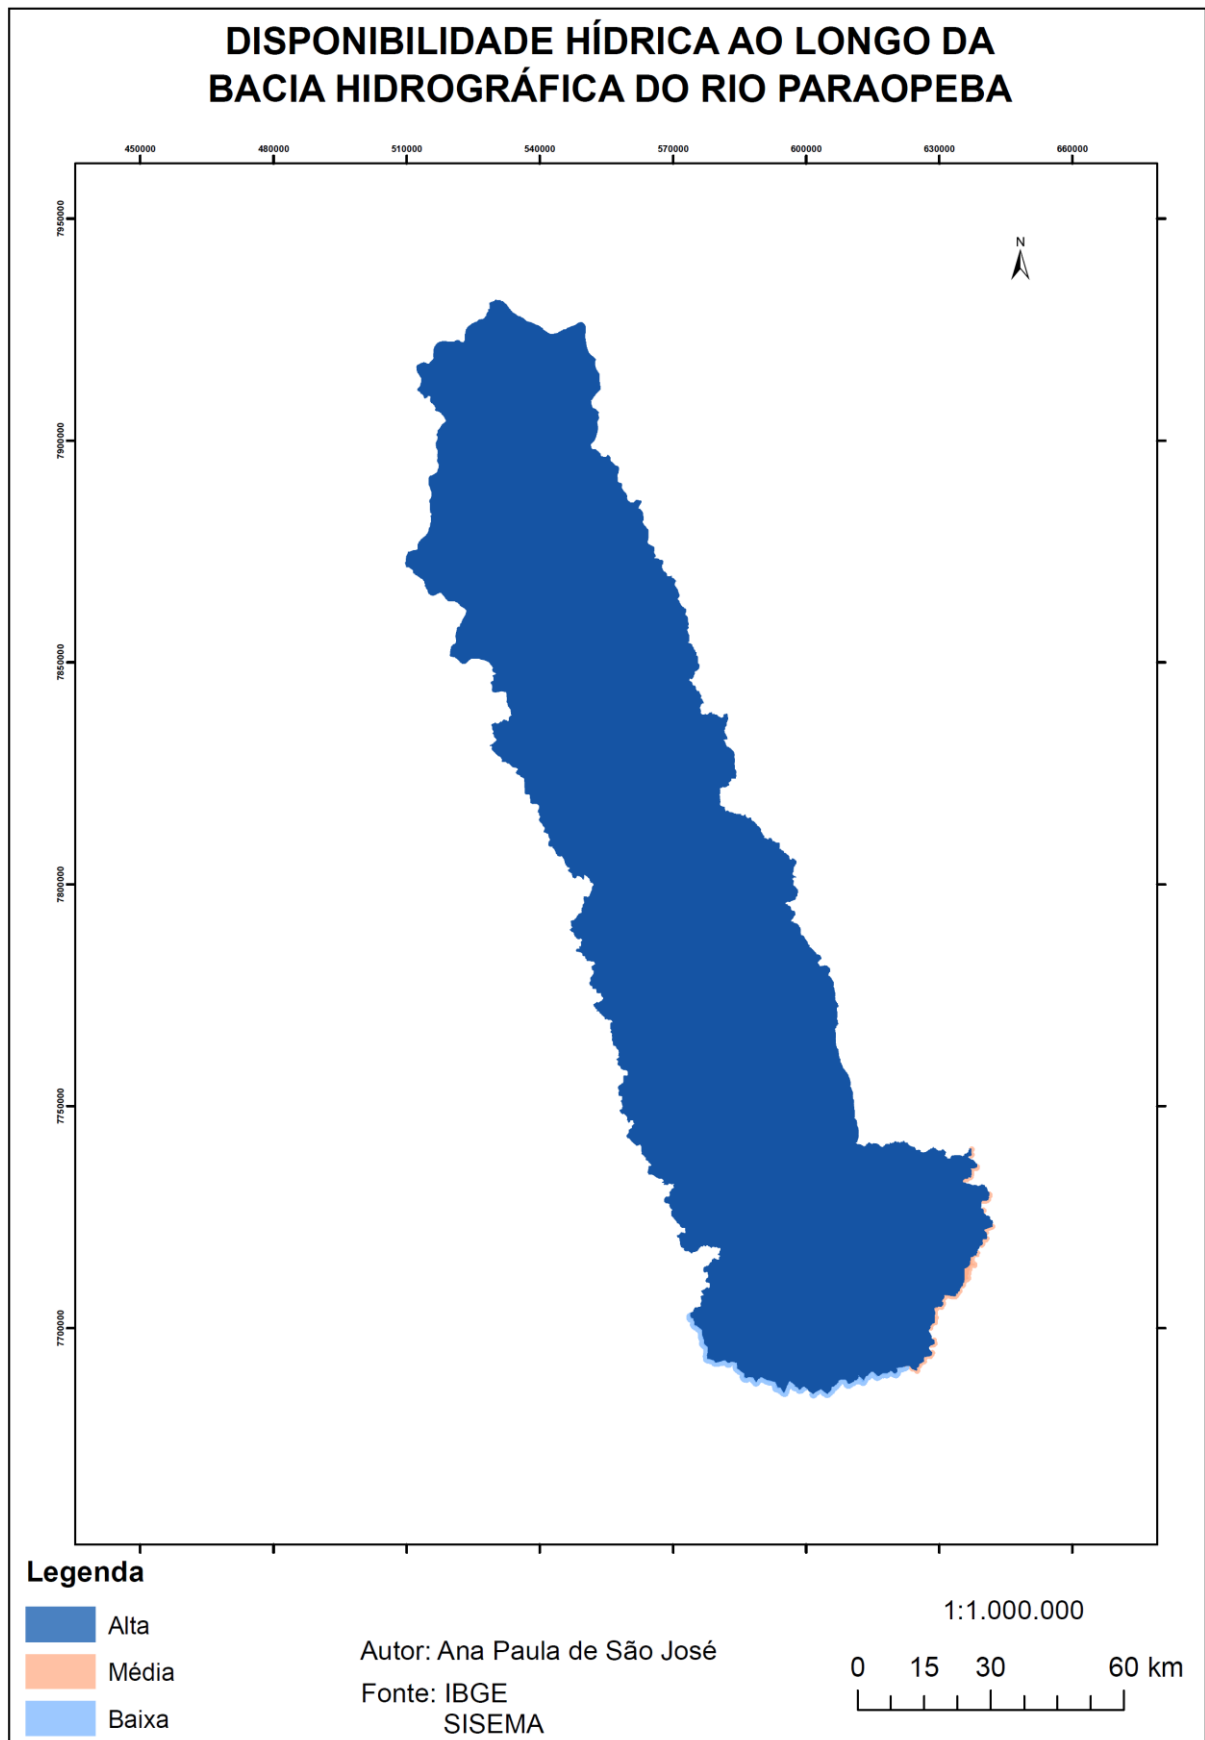 DISPONIBILIDADE HÍDRICA AO LONGO DA
BACIA HIDROGRÁFICA DO RIO PARAOPEBA
450000 480000 510000 540000 570000 600000 630000 660000
N
7950000
7900000
7850000
7800000
7750000
7700000
Legenda
Alta
Média
Baixa
Autor: Ana Paula de São José
Fonte: IBGE
SISEMA
1:1.000.000
0 15 30 60 km